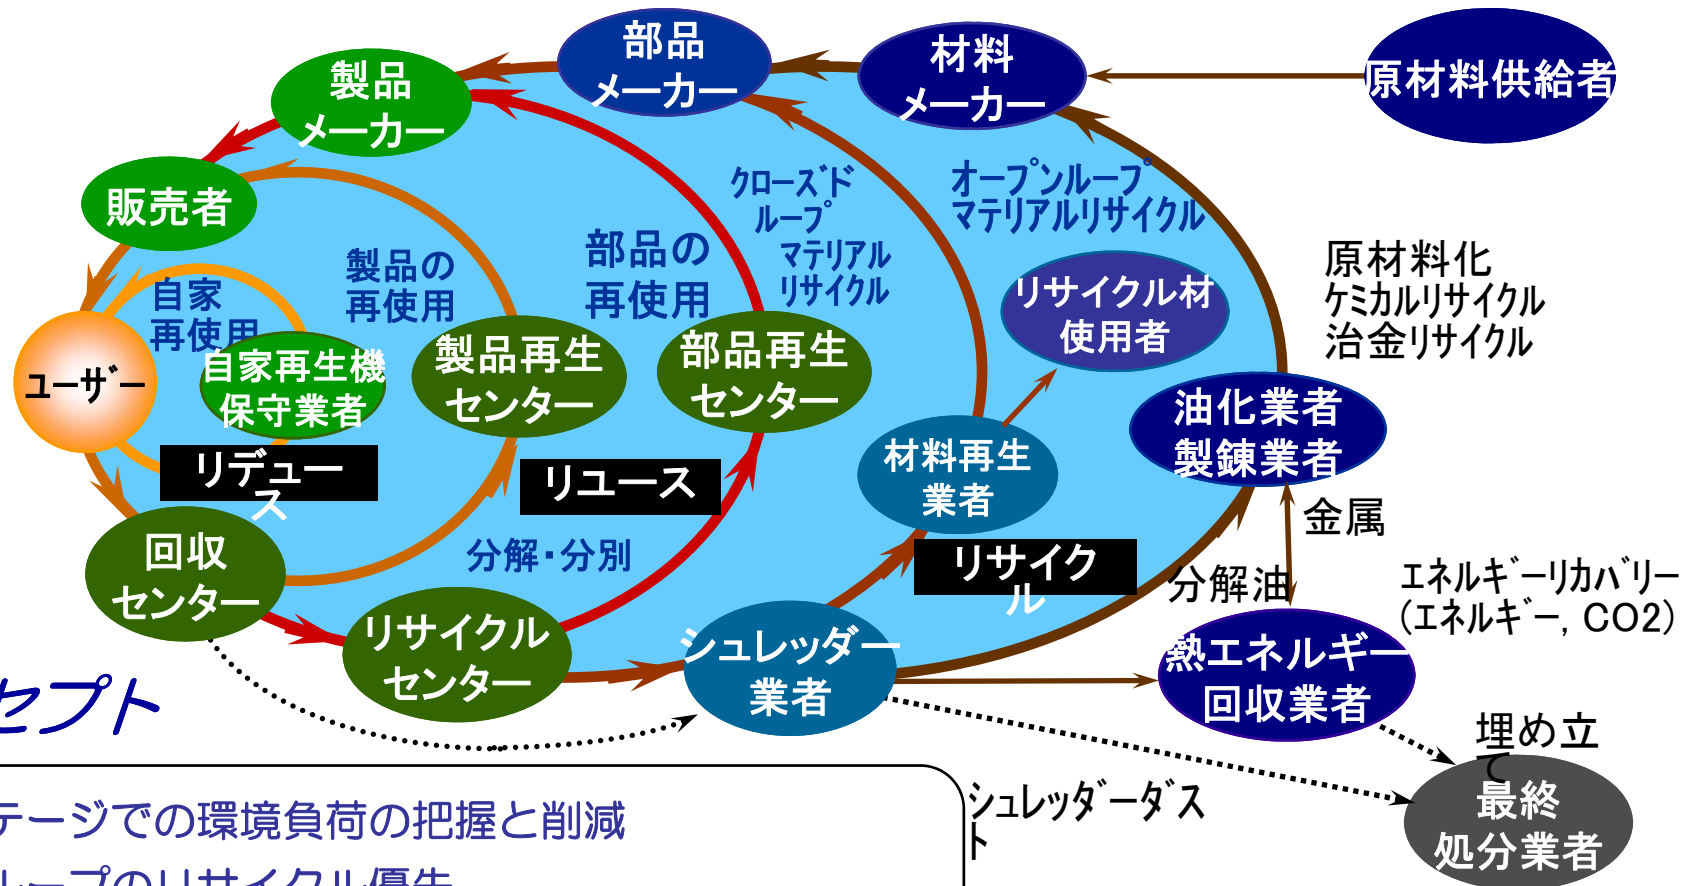 部品
メーカー
材料
メーカー
原材料供給者
製品
メーカー
販売者
クローズド
ループ
マテリアル
リサイクル
オープンループ
マテリアルリサイクル
部品の
再使用
製品の
再使用
自家
再使用
原材料化
ケミカルリサイクル
治金リサイクル
リサイクル材
使用者
ユーザー
自家再生機
保守業者
製品再生
センター
部品再生
センター
油化業者
製錬業者
材料再生
業者
リデュー
ス
リユース
金属
分解・分別
リサイク
ル
回収
センター
分解油
エネルギーリカバリー
(エネルギー, CO2)
リサイクル
センター
シュレッダー
業者
熱エネルギー
回収業者
セプト
埋め立
て
シュレッダーダス
ト
最終
処分業者
テージでの環境負荷の把握と削減
ループのリサイクル優先